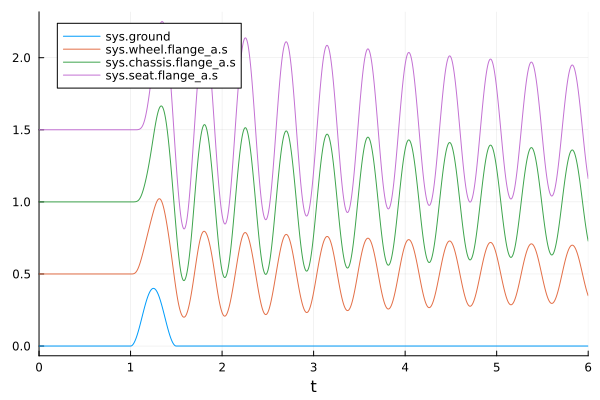 sys.ground
sys.wheel.flange_a.s
sys.chassis.flange_a.s
sys.seat.flange_a.s
2.0
1.5
1.0
0.5
0.0
0 1 2 3 4 5 6
t